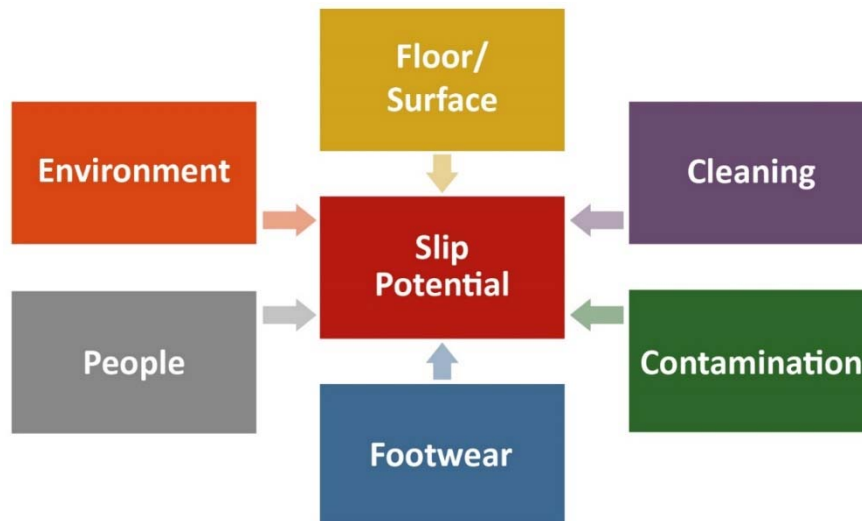 Floor/
Surface
Environment
Cleaning
Slip
Potential
People
Contamination
Footwear